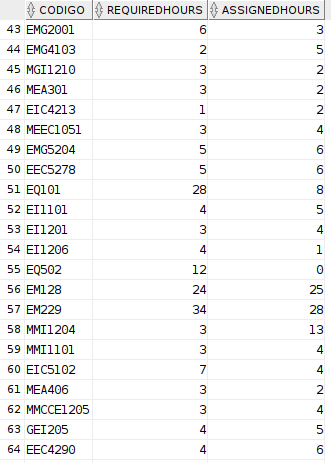 CODIGO REQUIREDHOURS ASSIGNEDHOURS
43 EMG2001 6 3
44 EMG4103 2 5
45 MGI1210 3 2
46 MEA301 3 2
47 EIC4213 1 2
48 MEEC1051 3 4
49 EMG5204 5 6
50 EEC5278 5 6
51 EQ101 28 8
52 EI1101 4 5
53 EI1201 3 4
54 EI1206 4 1
55 EQ502 12 0
56 EM128 24 25
57 EM229 34 28
58 MMI1204 3 13
59 MMI1101 3 4
60 EIC5102 7 4
61 MEA406 3 2
62 MMCCE1205 3 4
63 GEI205 4 5
64 EEC4290 4 6